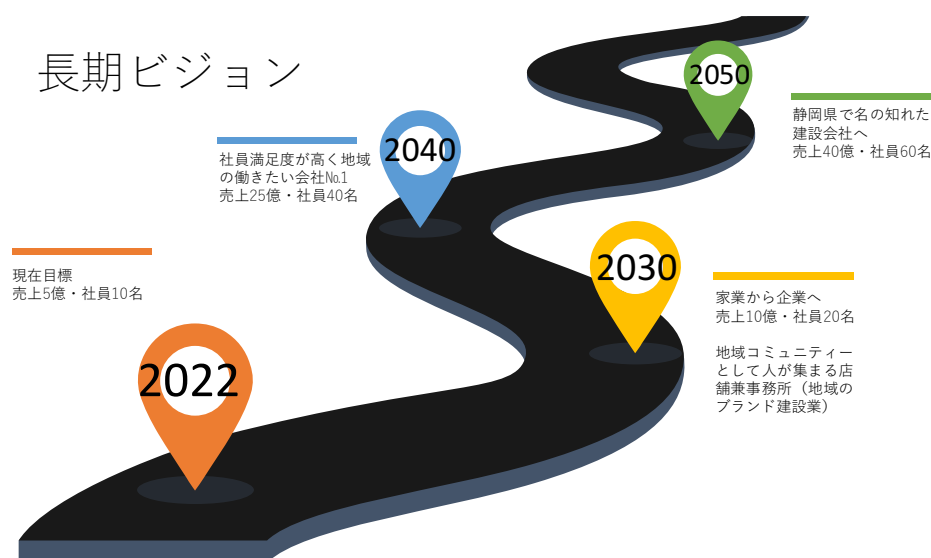 長期ビジョン
2022
現在目標
売上5億・社員10名
2030
家業から企業へ
売上10億・社員20名
地域コミュニティー
として人が集まる店
舗兼事務所（地域の
ブランド建設業）
2040
社員満足度が高く地域
の働きたい会社№1
売上25億・社員40名
2050
静岡県で名の知れた
建設会社へ
売上40億・社員60名